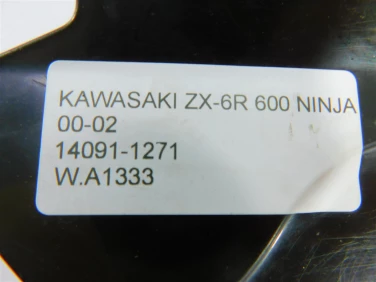 KAWASAKI ZX-6R 600 NINJA
00-02
14091-1271
W.A1333